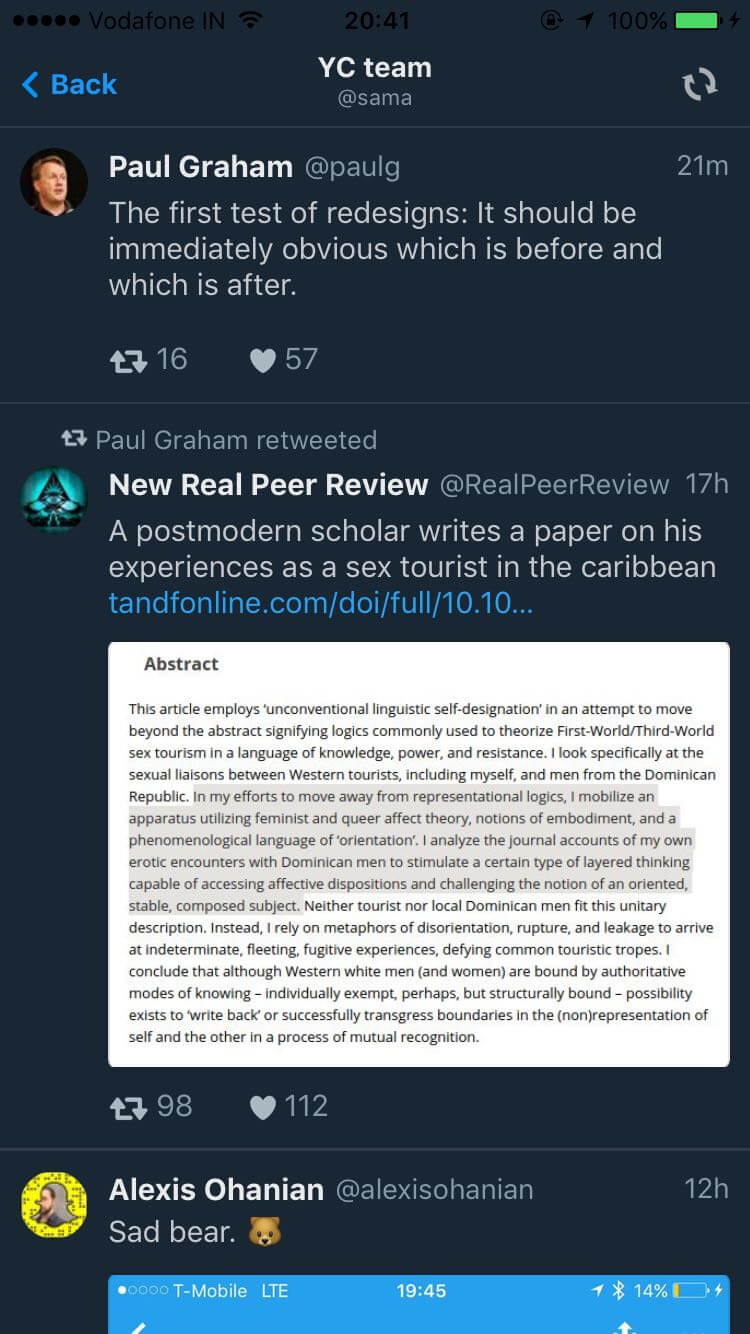 Vodafone IN 20:41 100%
Back
YC team
@sama
Paul Graham @paulg 21m
The first test of redesigns: It should be
immediately obvious which is before and
which is after.
16 57
Paul Graham retweeted
New Real Peer Review @RealPeerReview 17h
A postmodern scholar writes a paper on his
experiences as a sex tourist in the caribbean
tandfonline.com/doi/full/10.10...
Abstract
This article employs 'unconventional linguistic self-designation' in an attempt to move
beyond the abstract signifying logics commonly used to theorize First-World/Third-World
sex tourism in a language of knowledge, power, and resistance. I look specifically at the
sexual liaisons between Western tourists, including myself, and men from the Dominican
Republic. In my efforts to move away from representational logics, I mobilize an
apparatus utilizing feminist and queer affect theory, notions of embodiment, and a
phenomenological language of 'orientation'. I analyze the journal accounts of my own
erotic encounters with Dominican men to stimulate a certain type of layered thinking
capable of accessing affective dispositions and challenging the notion of an oriented,
stable, composed subject. Neither tourist nor local Dominican men fit this unitary
description. Instead, I rely on metaphors of disorientation, rupture, and leakage to arrive
at indeterminate, fleeting, fugitive experiences, defying common touristic tropes. I
conclude that although Western white men (and women) are bound by authoritative
modes of knowing – individually exempt, perhaps, but structurally bound – possibility
exists to 'write back' or successfully transgress boundaries in the (non)representation of
self and the other in a process of mutual recognition.
98 112
Alexis Ohanian @alexisohanian 12h
Sad bear. 🐻
T-Mobile LTE 19:45 14%